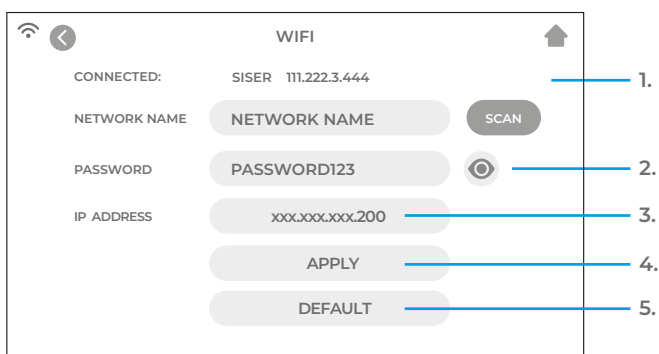 WIFI
CONNECTED: SISER 111.222.3.444 1.
NETWORK NAME NETWORK NAME SCAN
PASSWORD PASSWORD123 2.
IP ADDRESS xxx.xxx.xxx.200 3.
APPLY 4.
DEFAULT 5.